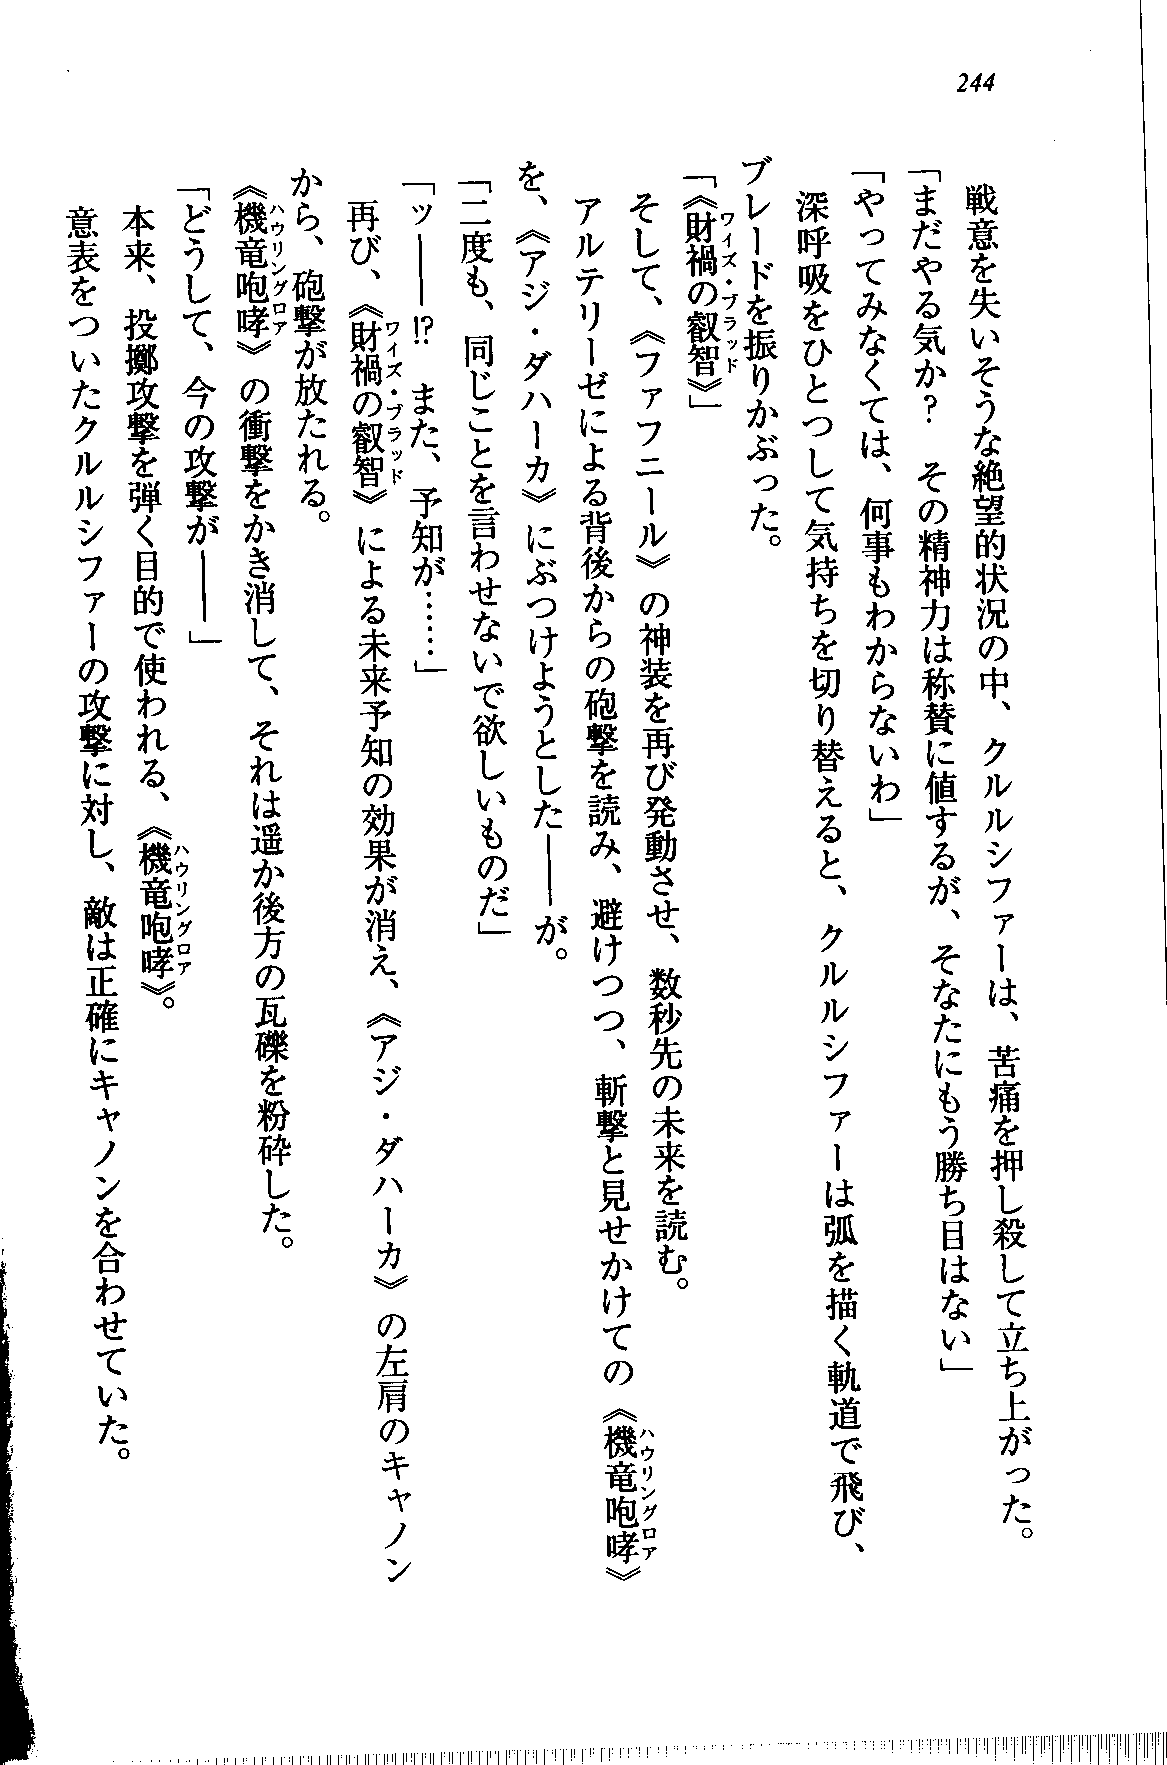 244
戦意を失いそうな絶望的状況の中、クルルシファーは、苦痛を押し殺して立ち上がった。
「まだやる気か？　その精神力は称賛に値するが、そなたにもう勝ち目はない」
「やってみなくては、何事もわからないわ」
深呼吸をひとつして気持ちを切り替えると、クルルシファーは弧を描く軌道で飛び、
ブレードを振りかぶった。
「《財禍の叡智》」
ワイズ・ブラッド
そして、《ファフニール》の神装を再び発動させ、数秒先の未来を読む。
アルテリーゼによる背後からの砲撃を読み、避けつつ、斬撃と見せかけての《機竜咆哮》
ハウリングロア
を、《アジ・ダハーカ》にぶつけようとした――が。
「二度も、同じことを言わせないで欲しいものだ」
「ッ――!?　また、予知が……」
再び、《財禍の叡智》による未来予知の効果が消え、《アジ・ダハーカ》の左肩のキャノン
ワイズ・ブラッド
から、砲撃が放たれる。
《機竜咆哮》の衝撃をかき消して、それは遥か後方の瓦礫を粉砕した。
ハウリングロア
「どうして、今の攻撃が――」
本来、投擲攻撃を弾く目的で使われる、《機竜咆哮》。
ハウリングロア
意表をついたクルルシファーの攻撃に対し、敵は正確にキャノンを合わせていた。